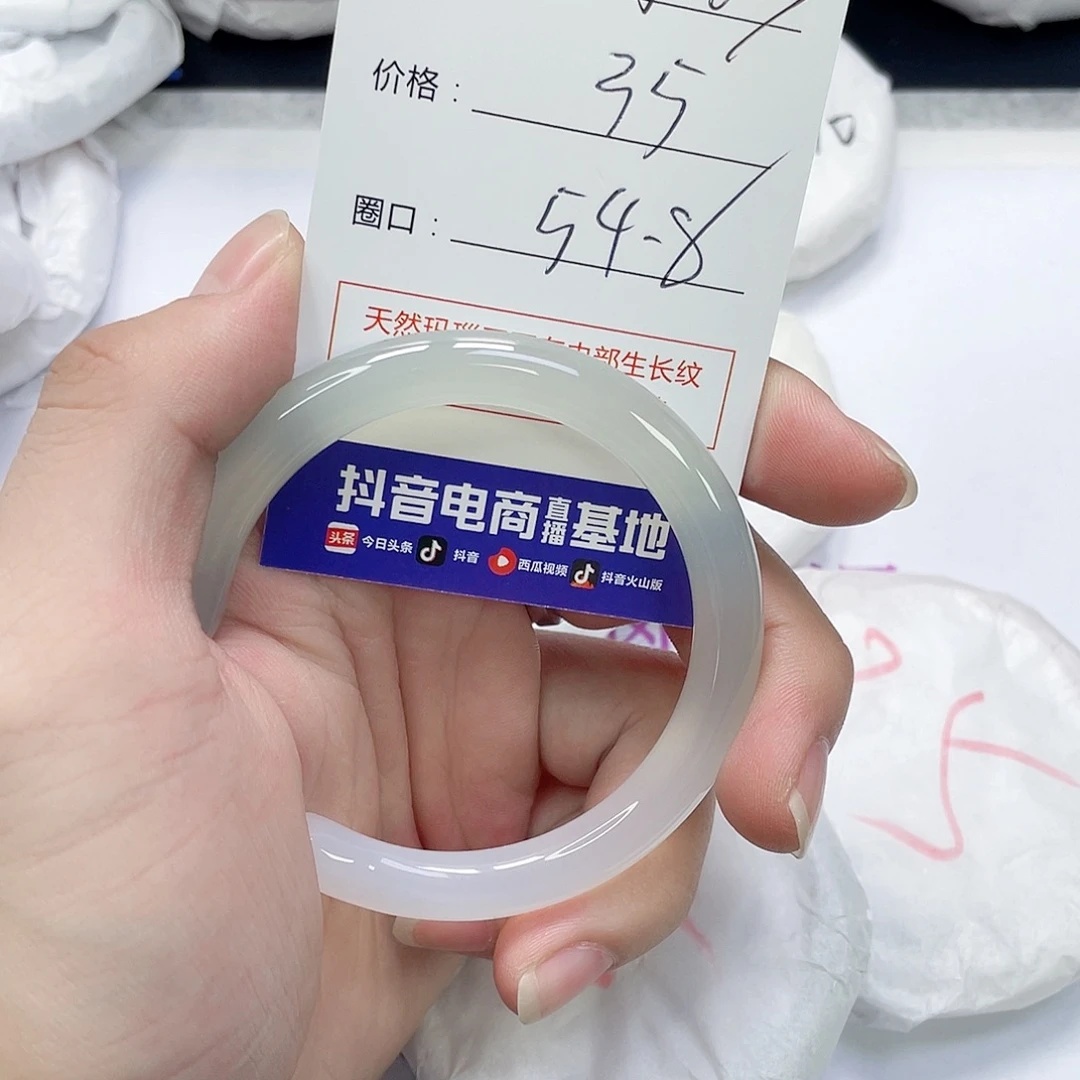 价格：35
圈口：54-8
天然玛瑙 内部生长纹
抖音电商直播基地
头条 今日头条 抖音 西瓜视频 抖音火山版